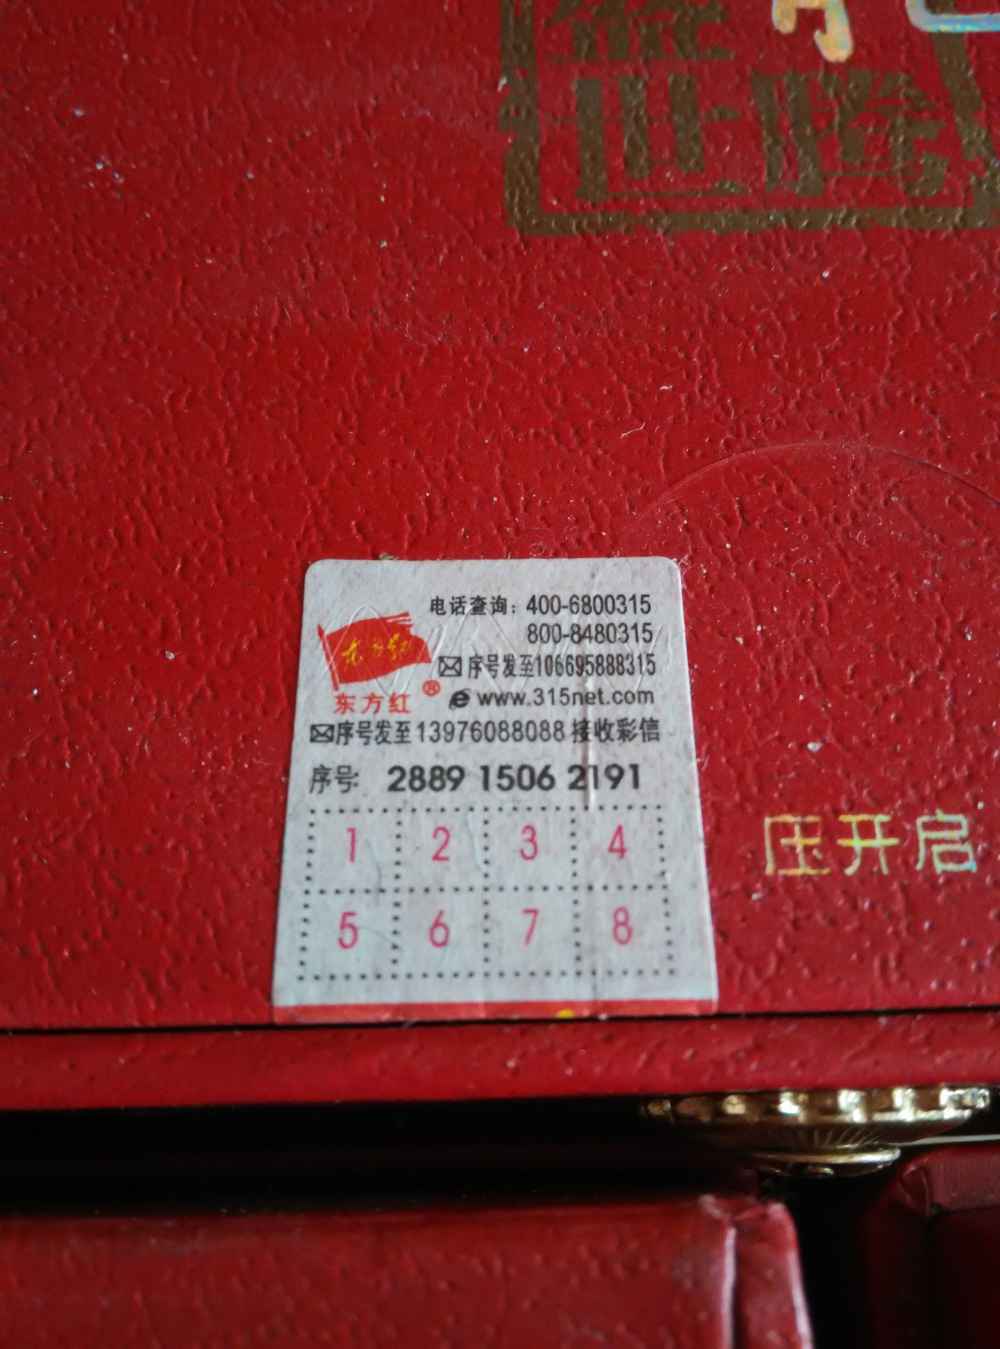 盛
世 腾
电话查询: 400-6800315
800-8480315
序号发至106695888315
东方红®
www.315net.com
序号发至13976088088 接收彩信
序号: 2889 1506 2191
1 2 3 4
5 6 7 8
压开启